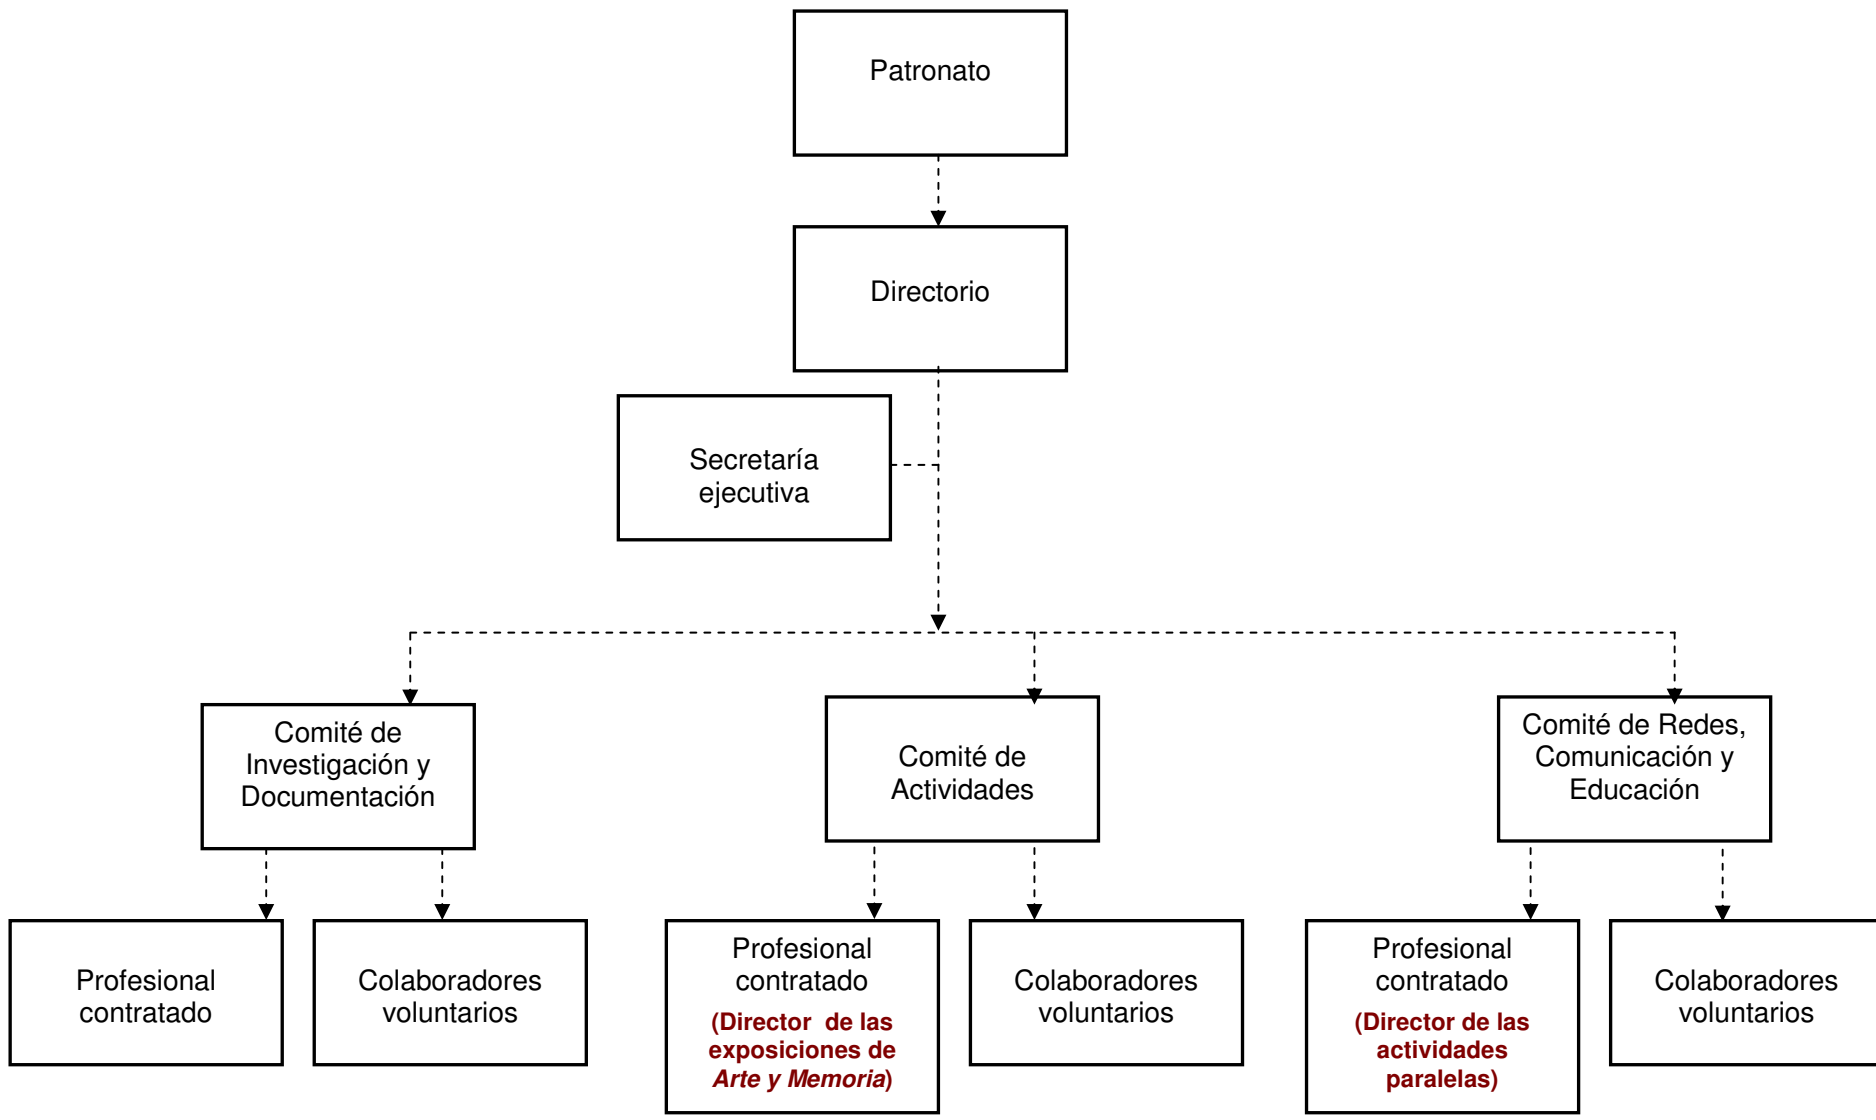 Patronato
Directorio
Secretaría
ejecutiva
Comité de
Investigación y
Documentación
Comité de
Actividades
Comité de Redes,
Comunicación y
Educación
Profesional
contratado
Colaboradores
voluntarios
Profesional
contratado
(Director de las
exposiciones de
Arte y Memoria)
Colaboradores
voluntarios
Profesional
contratado
(Director de las
actividades
paralelas)
Colaboradores
voluntarios